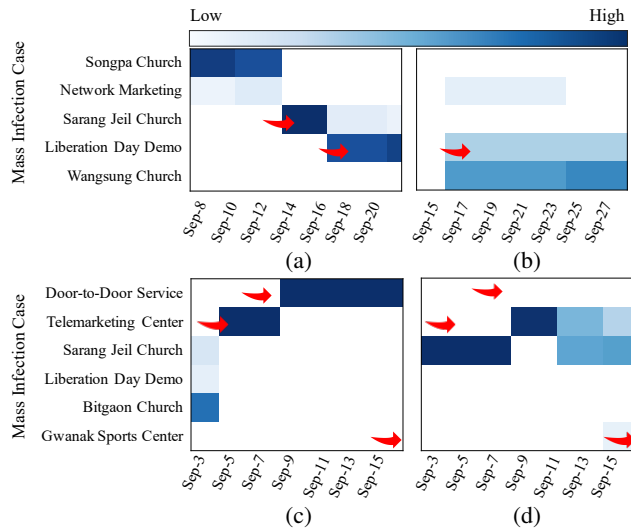 Low High
Mass Infection Case
Songpa Church
Network Marketing
Sarang Jeil Church
Liberation Day Demo
Wangsung Church
Sep-8 Sep-10 Sep-12 Sep-14 Sep-16 Sep-18 Sep-20 Sep-15 Sep-17 Sep-19 Sep-21 Sep-23 Sep-25 Sep-27
(a) (b)
Mass Infection Case
Door-to-Door Service
Telemarketing Center
Sarang Jeil Church
Liberation Day Demo
Bitgaon Church
Gwanak Sports Center
Sep-3 Sep-5 Sep-7 Sep-9 Sep-11 Sep-13 Sep-15 Sep-3 Sep-5 Sep-7 Sep-9 Sep-11 Sep-13 Sep-15
(c) (d)